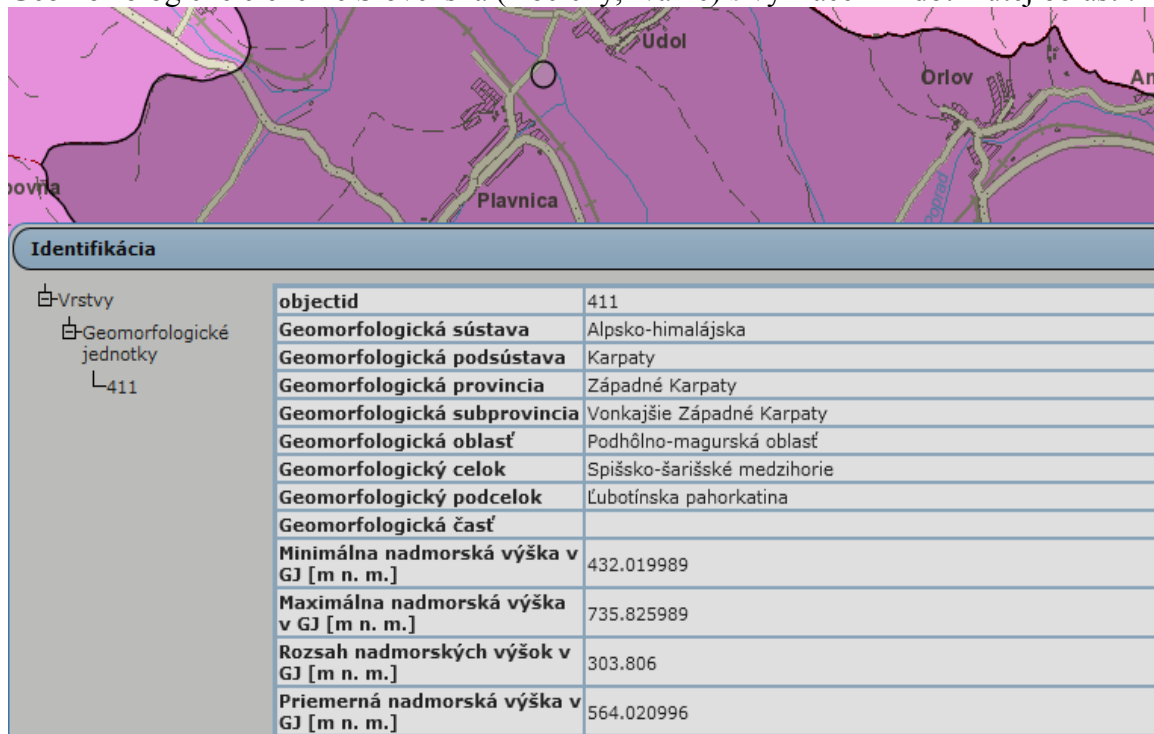 Údol
Orlov
An
ovňa
Plavnica
Poprad
Identifikácia
Vrstvy
Geomorfologické
jednotky
411
objectid 411
Geomorfologická sústava Alpsko-himalájska
Geomorfologická podsústava Karpaty
Geomorfologická provincia Západné Karpaty
Geomorfologická subprovincia Vonkajšie Západné Karpaty
Geomorfologická oblasť Podhôlno-magurská oblasť
Geomorfologický celok Spišsko-šarišské medzihorie
Geomorfologický podcelok Ľubotínska pahorkatina
Geomorfologická časť
Minimálna nadmorská výška v
GJ [m n. m.] 432.019989
Maximálna nadmorská výška
v GJ [m n. m.] 735.825989
Rozsah nadmorských výšok v
GJ [m n. m.] 303.806
Priemerná nadmorská výška v
GJ [m n. m.] 564.020996